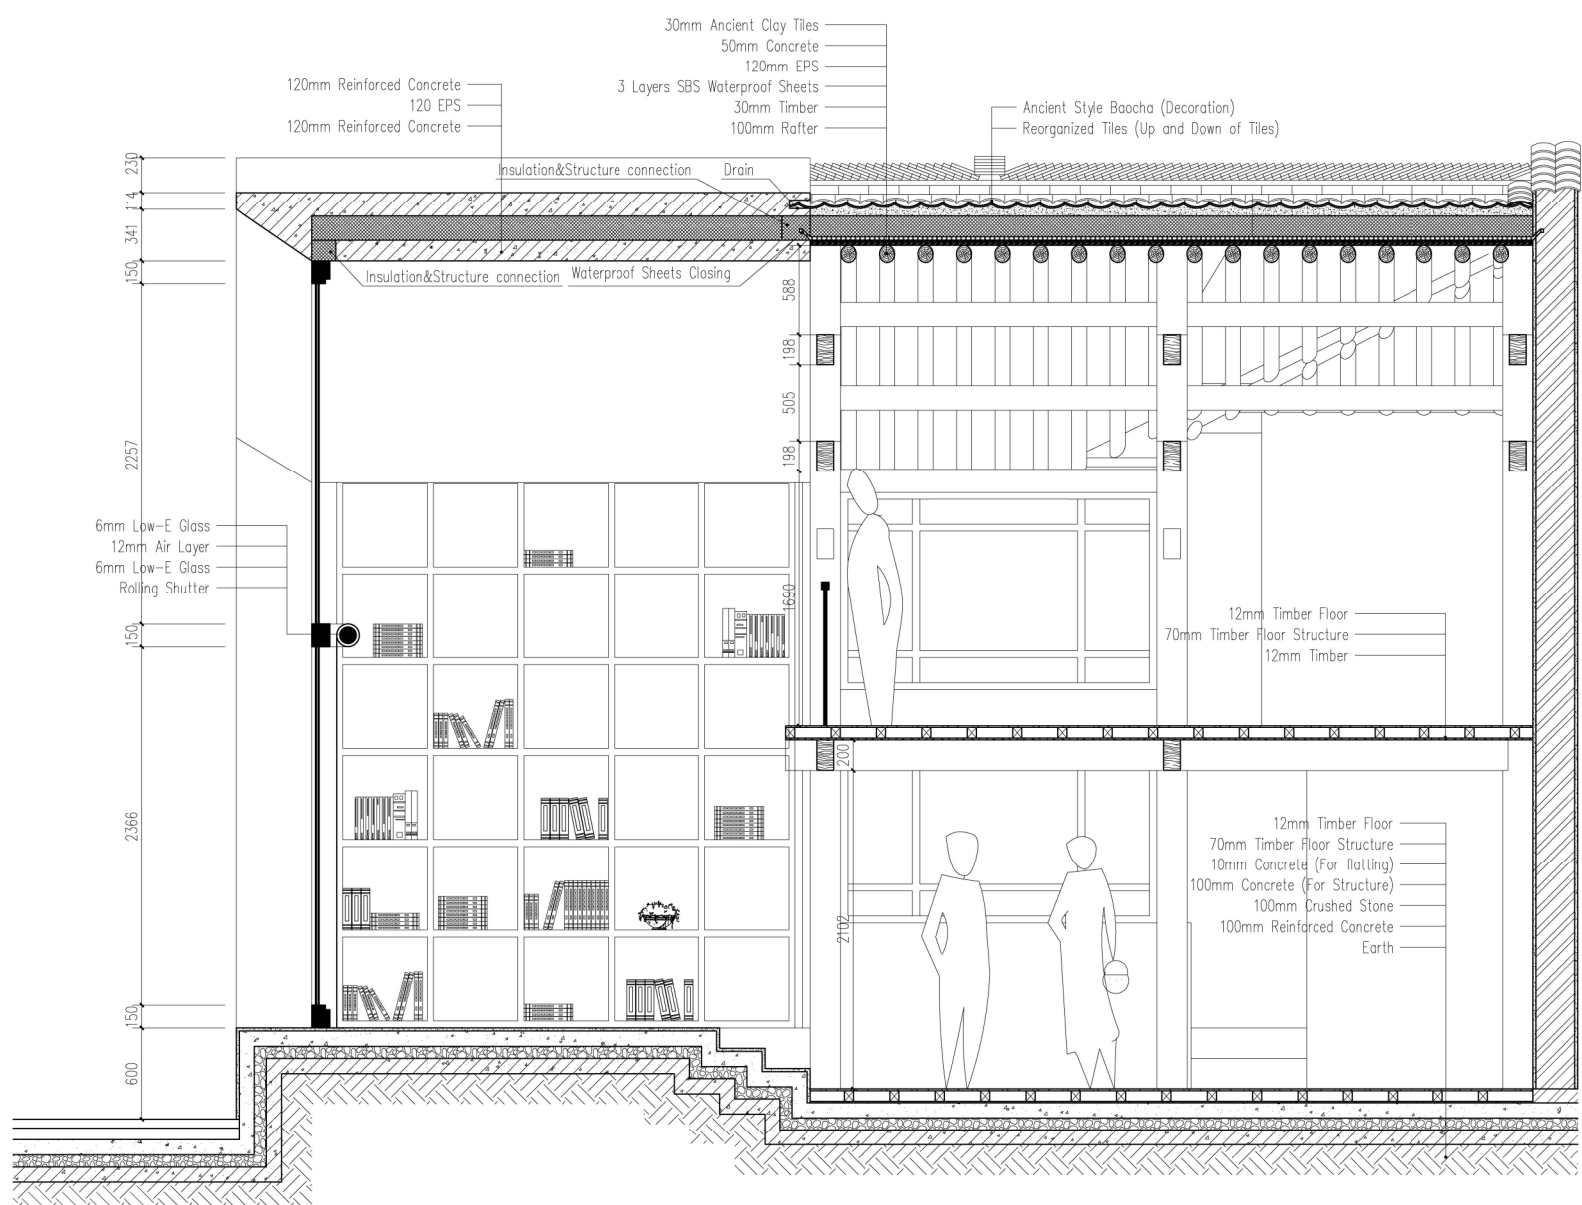 30mm Ancient Clay Tiles
50mm Concrete
120mm EPS
3 Layers SBS Waterproof Sheets
30mm Timber
100mm Rafter
120mm Reinforced Concrete
120 EPS
120mm Reinforced Concrete
Ancient Style Baocha (Decoration)
Reorganized Tiles (Up and Down of Tiles)
Insulation&Structure connection
Drain
Insulation&Structure connection
Waterproof Sheets Closing
230
341
150
2257
150
2366
150
600
588
198
505
198
1690
200
2102
6mm Low-E Glass
12mm Air Layer
6mm Low-E Glass
Rolling Shutter
12mm Timber Floor
70mm Timber Floor Structure
12mm Timber
12mm Timber Floor
70mm Timber Floor Structure
10mm Concrete (For
100mm Concrete (For Structure)
100mm Crushed Stone
100mm Reinforced Concrete
Earth